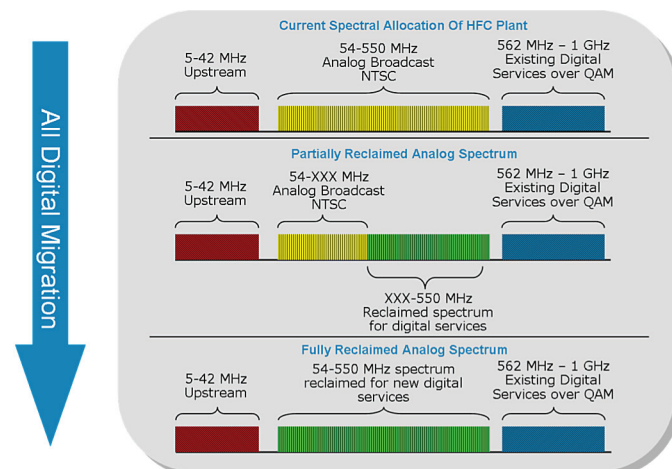 All Digital Migration
Current Spectral Allocation Of HFC Plant
5-42 MHz
Upstream
54-550 MHz
Analog Broadcast
NTSC
562 MHz – 1 GHz
Existing Digital
Services over QAM
Partially Reclaimed Analog Spectrum
5-42 MHz
Upstream
54-XXX MHz
Analog Broadcast
NTSC
562 MHz – 1 GHz
Existing Digital
Services over QAM
XXX-550 MHz
Reclaimed spectrum
for digital services
Fully Reclaimed Analog Spectrum
5-42 MHz
Upstream
54-550 MHz spectrum
reclaimed for new digital
services
562 MHz – 1 GHz
Existing Digital
Services over QAM